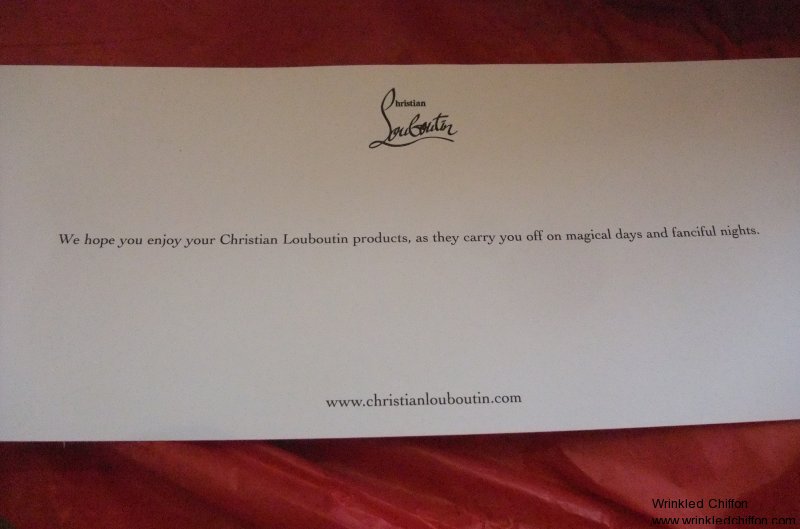 Christian
Louboutin
We hope you enjoy your Christian Louboutin products, as they carry you off on magical days and fanciful nights.
www.christianlouboutin.com
Wrinkled Chiffon
www.wrinkledchiffon.com